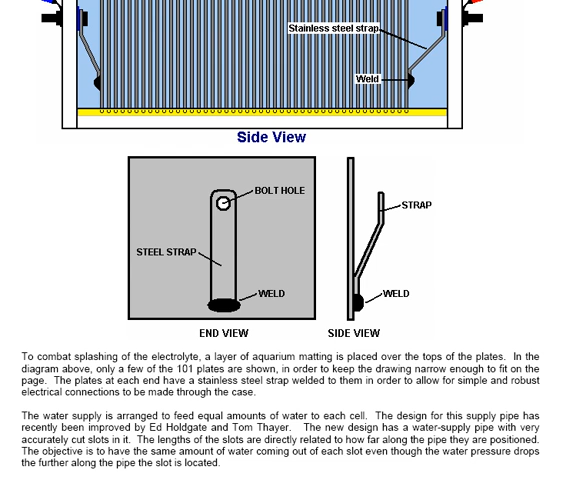 Stainless steel strap
Weld
Side View
BOLT HOLE
STRAP
STEEL STRAP
WELD
WELD
END VIEW
SIDE VIEW
To combat splashing of the electrolyte, a layer of aquarium matting is placed over the tops of the plates. In the
diagram above, only a few of the 101 plates are shown, in order to keep the drawing narrow enough to fit on the
page. The plates at each end have a stainless steel strap welded to them in order to allow for simple and robust
electrical connections to be made through the case.
The water supply is arranged to feed equal amounts of water to each cell. The design for this supply pipe has
recently been improved by Ed Holdgate and Tom Thayer. The new design has a water-supply pipe with very
accurately cut slots in it. The lengths of the slots are directly related to how far along the pipe they are positioned.
The objective is to have the same amount of water coming out of each slot even though the water pressure drops
the further along the pipe the slot is located.